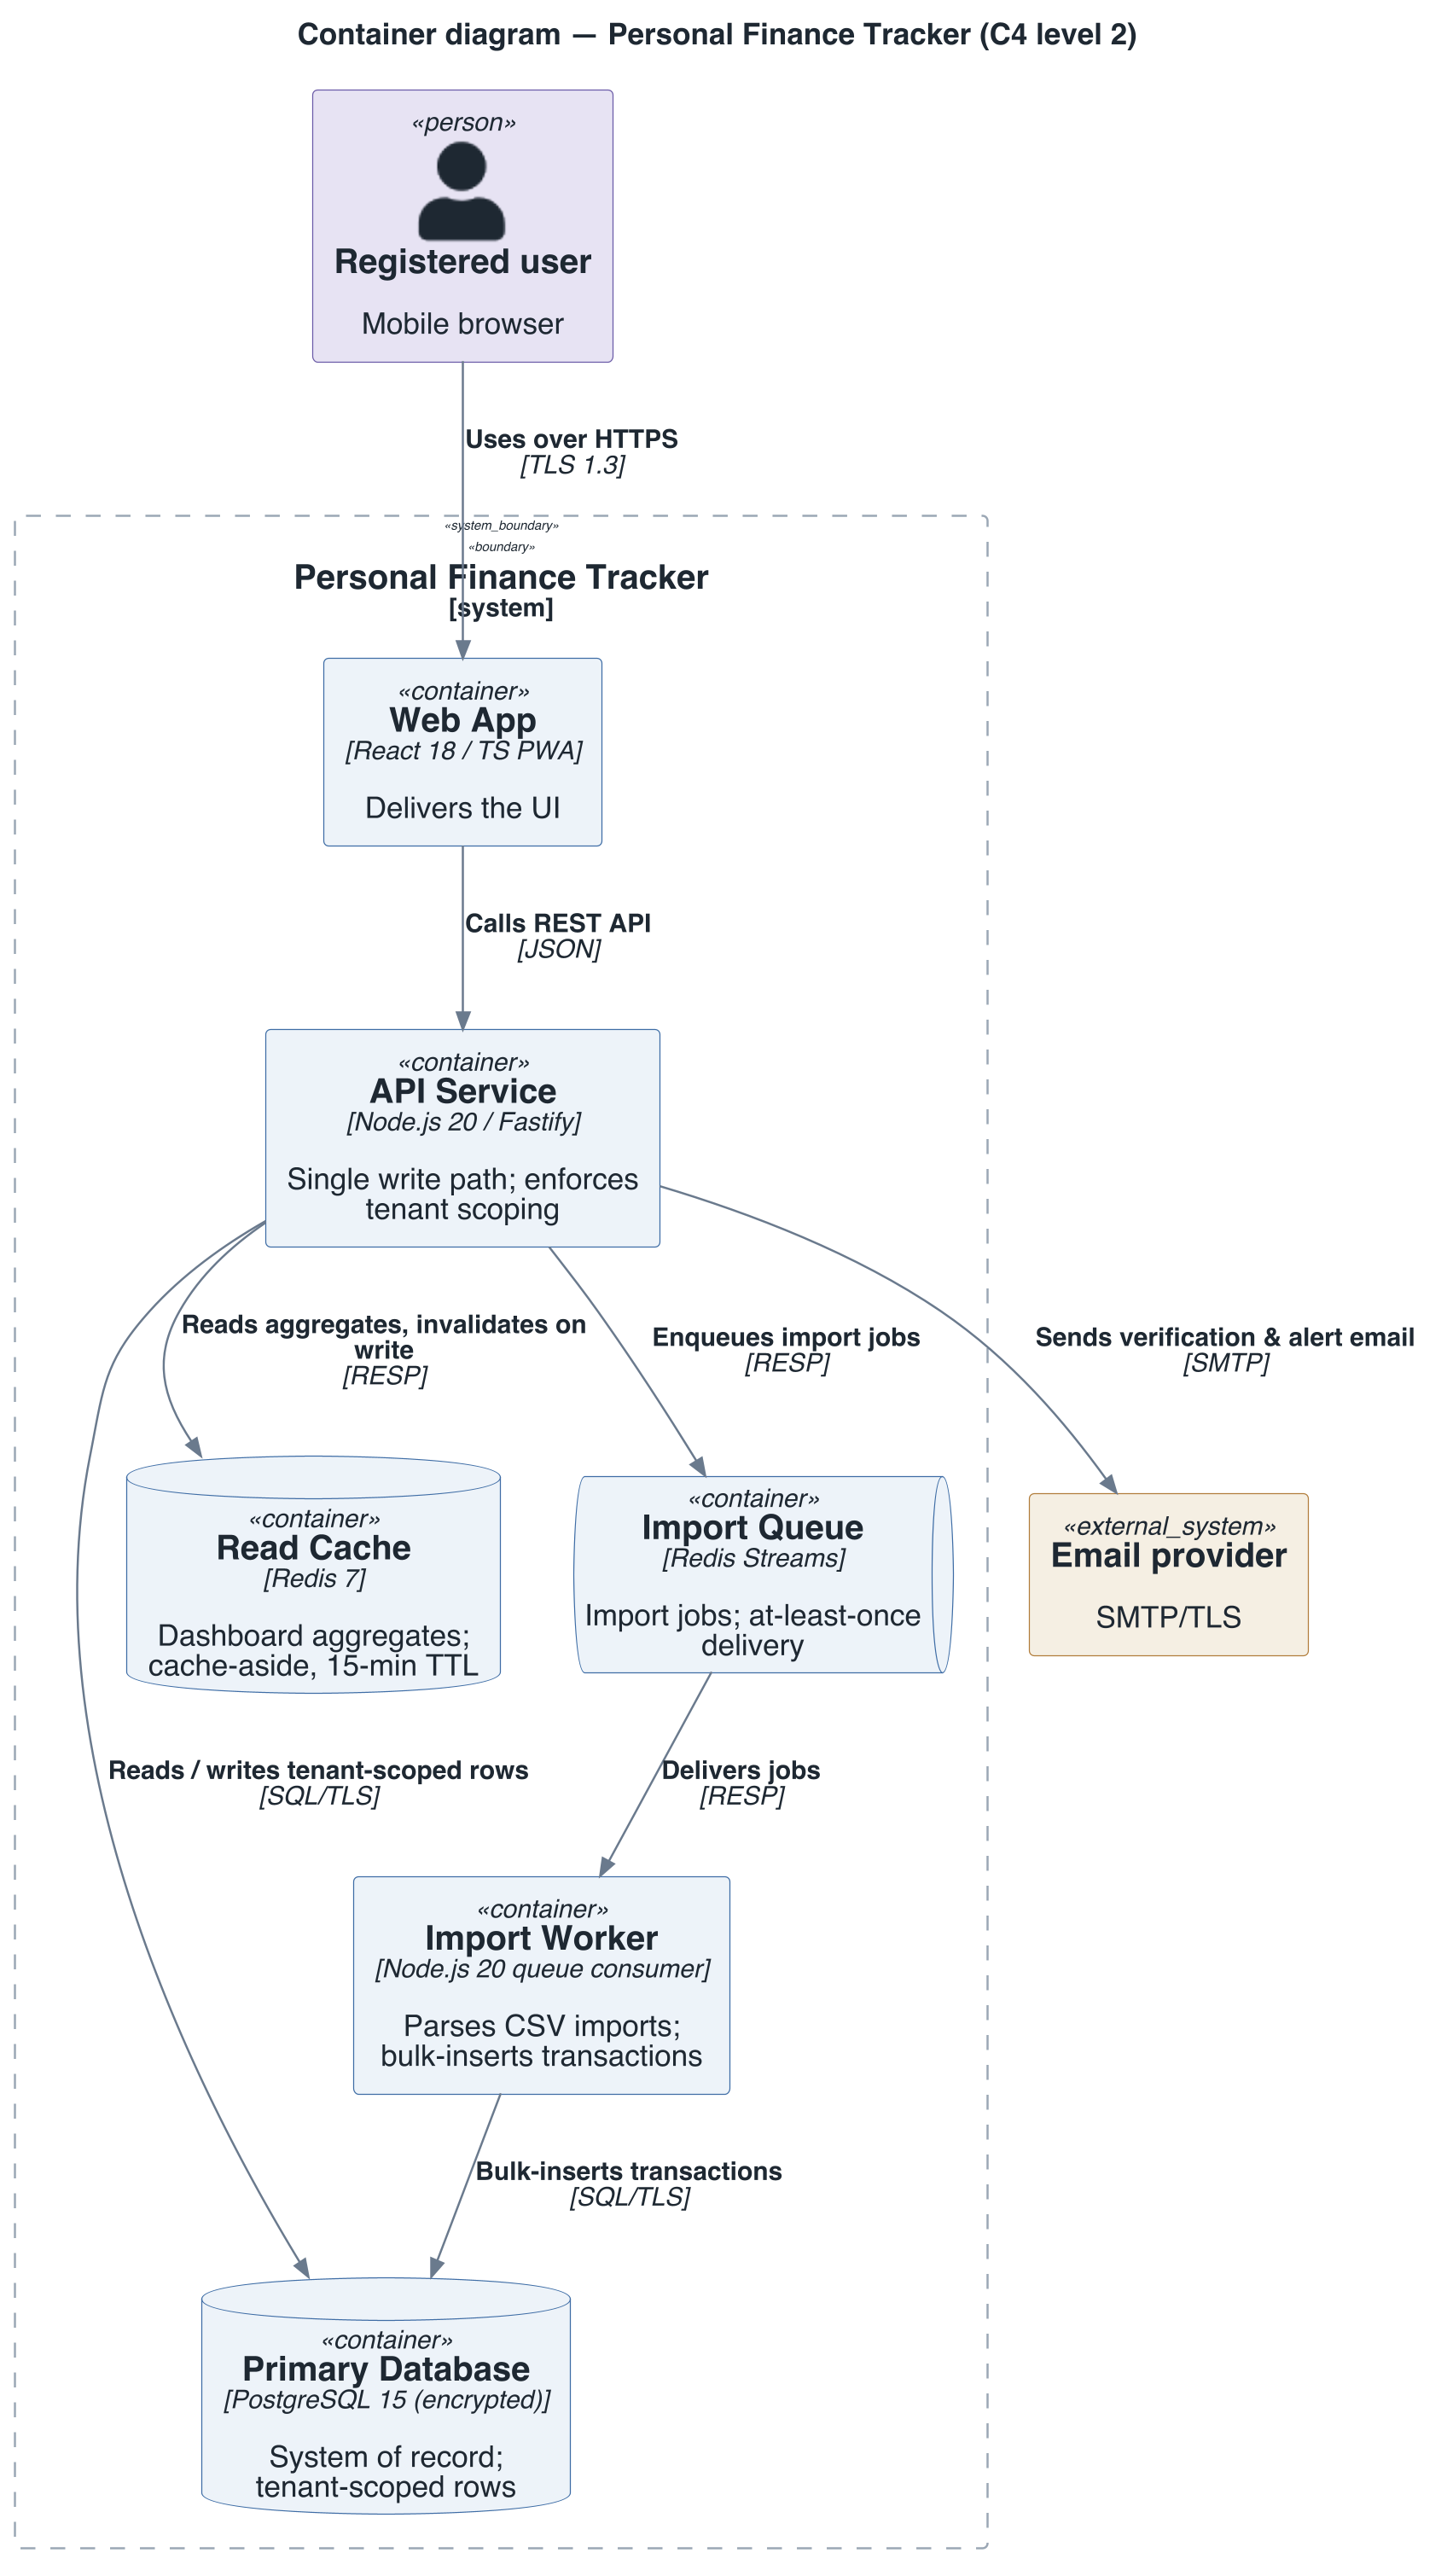 Container diagram — Personal Finance Tracker (C4 level 2)
«person»
Registered user
Mobile browser
Uses over HTTPS
[TLS 1.3]
«system_boundary»
«boundary»
Personal Finance Tracker
[system]
«container»
Web App
[React 18 / TS PWA]
Delivers the UI
Calls REST API
[JSON]
«container»
API Service
[Node.js 20 / Fastify]
Single write path; enforces
tenant scoping
Reads aggregates, invalidates on
write
[RESP]
Enqueues import jobs
[RESP]
Sends verification & alert email
[SMTP]
«container»
Read Cache
[Redis 7]
Dashboard aggregates;
cache-aside, 15-min TTL
«container»
Import Queue
[Redis Streams]
Import jobs; at-least-once
delivery
«external_system»
Email provider
SMTP/TLS
Reads / writes tenant-scoped rows
[SQL/TLS]
Delivers jobs
[RESP]
«container»
Import Worker
[Node.js 20 queue consumer]
Parses CSV imports;
bulk-inserts transactions
Bulk-inserts transactions
[SQL/TLS]
«container»
Primary Database
[PostgreSQL 15 (encrypted)]
System of record;
tenant-scoped rows